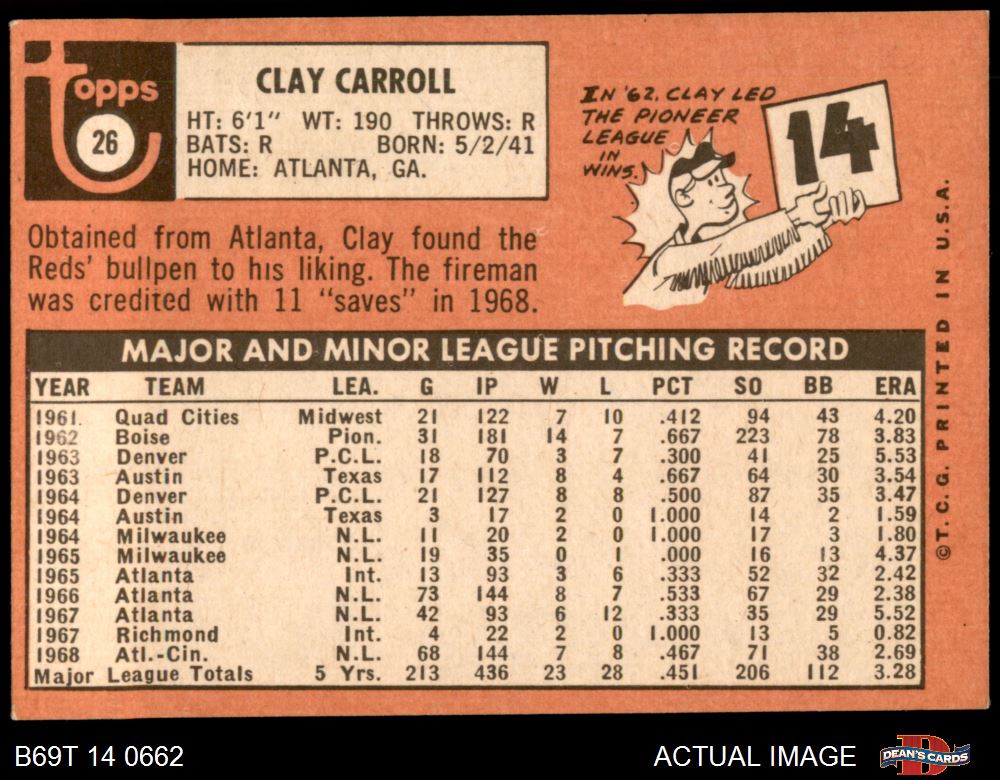 topps
26
CLAY CARROLL
HT: 6'1" WT: 190 THROWS: R
BATS: R BORN: 5/2/41
HOME: ATLANTA, GA.
IN '62, CLAY LED
THE PIONEER
LEAGUE
IN
WINS.
14
Obtained from Atlanta, Clay found the
Reds' bullpen to his liking. The fireman
was credited with 11 "saves" in 1968.
MAJOR AND MINOR LEAGUE PITCHING RECORD
YEAR TEAM LEA. G IP W L PCT SO BB ERA
1961 Quad Cities Midwest 21 122 7 10 .412 94 43 4.20
1962 Boise Pion. 31 181 14 7 .667 223 78 3.83
1963 Denver P.C.L. 18 70 3 7 .300 41 25 5.53
1963 Austin Texas 17 112 8 4 .667 64 30 3.54
1964 Denver P.C.L. 21 127 8 8 .500 87 35 3.47
1964 Austin Texas 3 17 2 0 1.000 14 2 1.59
1964 Milwaukee N.L. 11 20 2 0 1.000 17 3 1.80
1965 Milwaukee N.L. 19 35 0 1 .000 16 13 4.37
1965 Atlanta Int. 13 93 3 6 .333 52 32 2.42
1966 Atlanta N.L. 73 144 8 7 .533 67 29 2.38
1967 Atlanta N.L. 42 93 6 12 .333 35 29 5.52
1967 Richmond Int. 4 22 2 0 1.000 13 5 0.82
1968 Atl.-Cin. N.L. 68 144 7 8 .467 71 38 2.69
Major League Totals 5 Yrs. 213 436 23 28 .451 206 112 3.28
©T. C. G. PRINTED IN U.S.A.
B69T 14 0662
ACTUAL IMAGE
DEAN'S CARDS